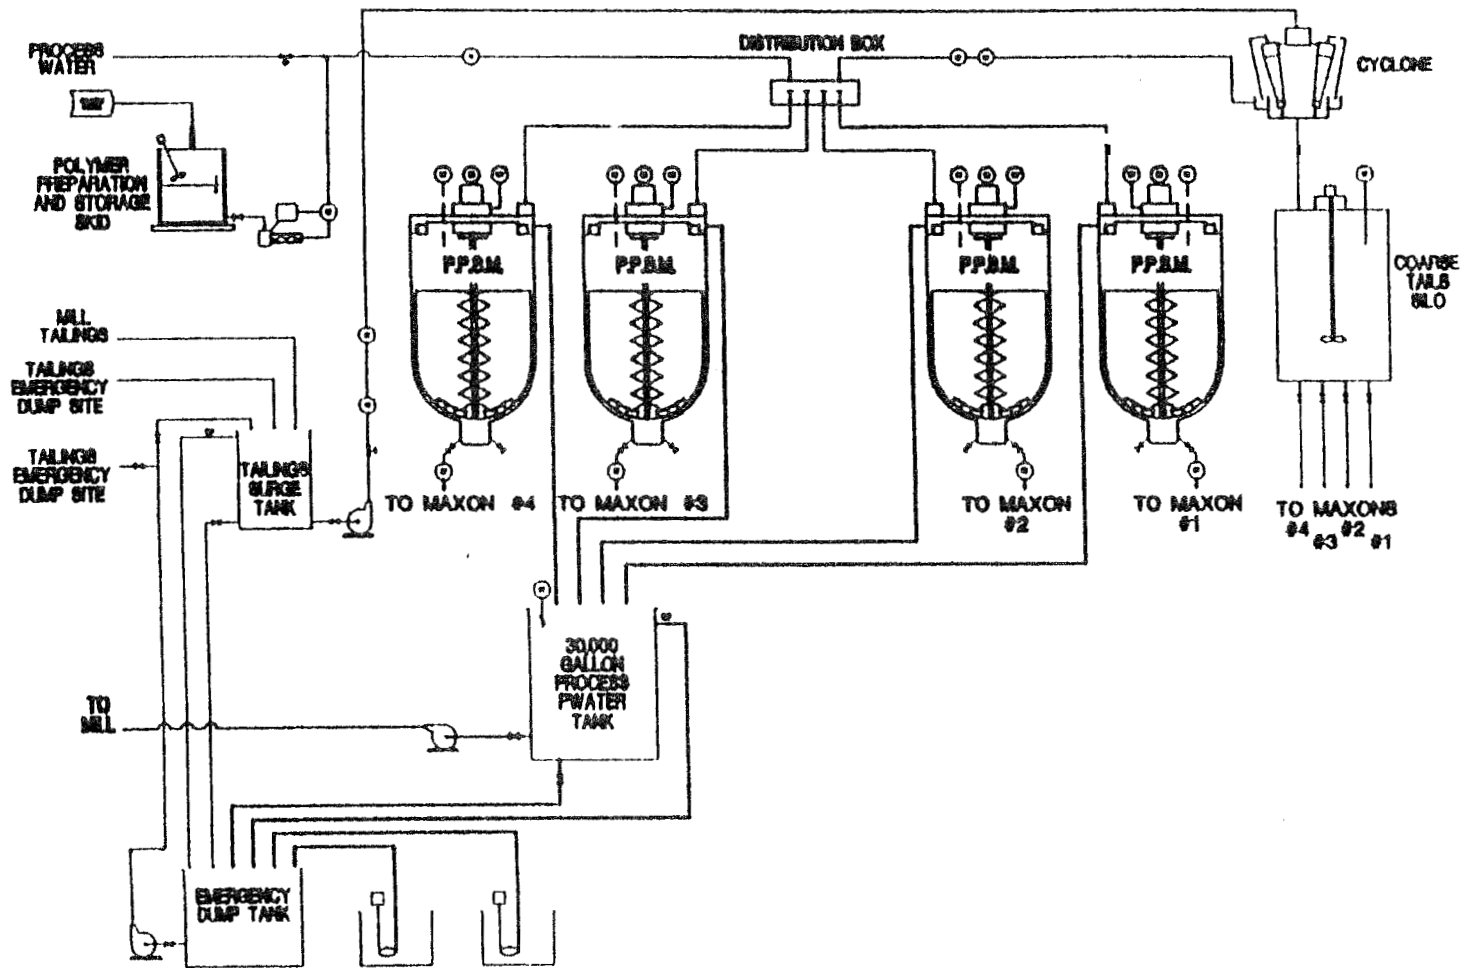 PROCESS
WATER
DISTRIBUTION BOX
CYCLONE
POLYMER
PREPARATION
AND STORAGE
SKID
P.P.S.M.
P.P.S.M.
P.P.S.M.
P.P.S.M.
COARSE
TAILS
SILO
MILL
TAILINGS
TAILINGS
EMERGENCY
DUMP SITE
TAILINGS
EMERGENCY
DUMP SITE
TAILINGS
SURGE
TANK
TO MAXON #4
TO MAXON #3
TO MAXON
#2
TO MAXON
#1
TO MAXONS
#4
#3
#2
#1
30,000
GALLON
PROCESS
PWATER
TANK
TO
MILL
EMERGENCY
DUMP TANK